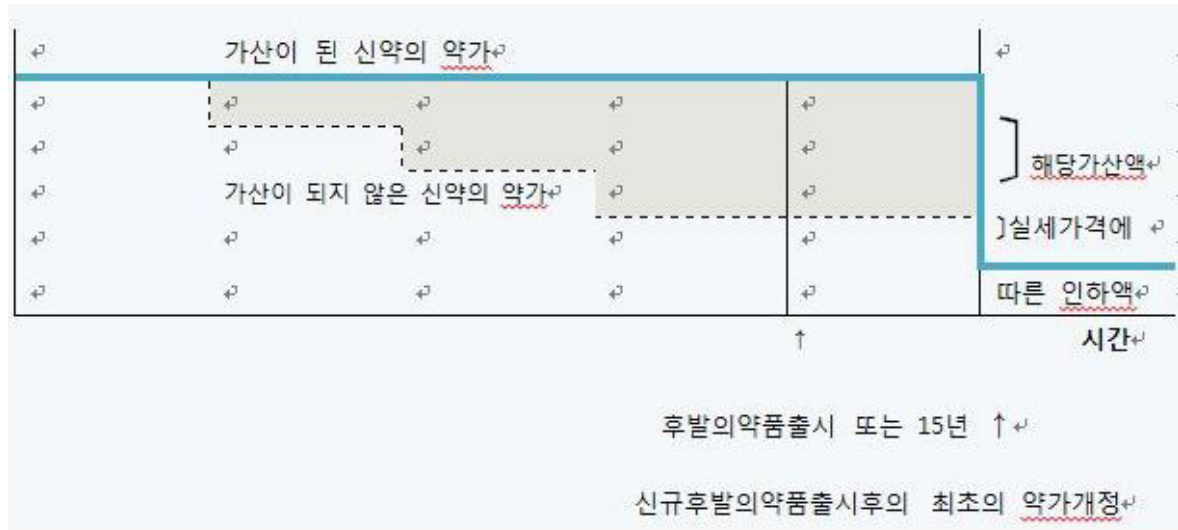 가산이 된 신약의 약가
해당가산액
가산이 되지 않은 신약의 약가
}실세가격에
따른 인하액
↑ 시간
후발의약품출시 또는 15년 ↑
신규후발의약품출시후의 최초의 약가개정